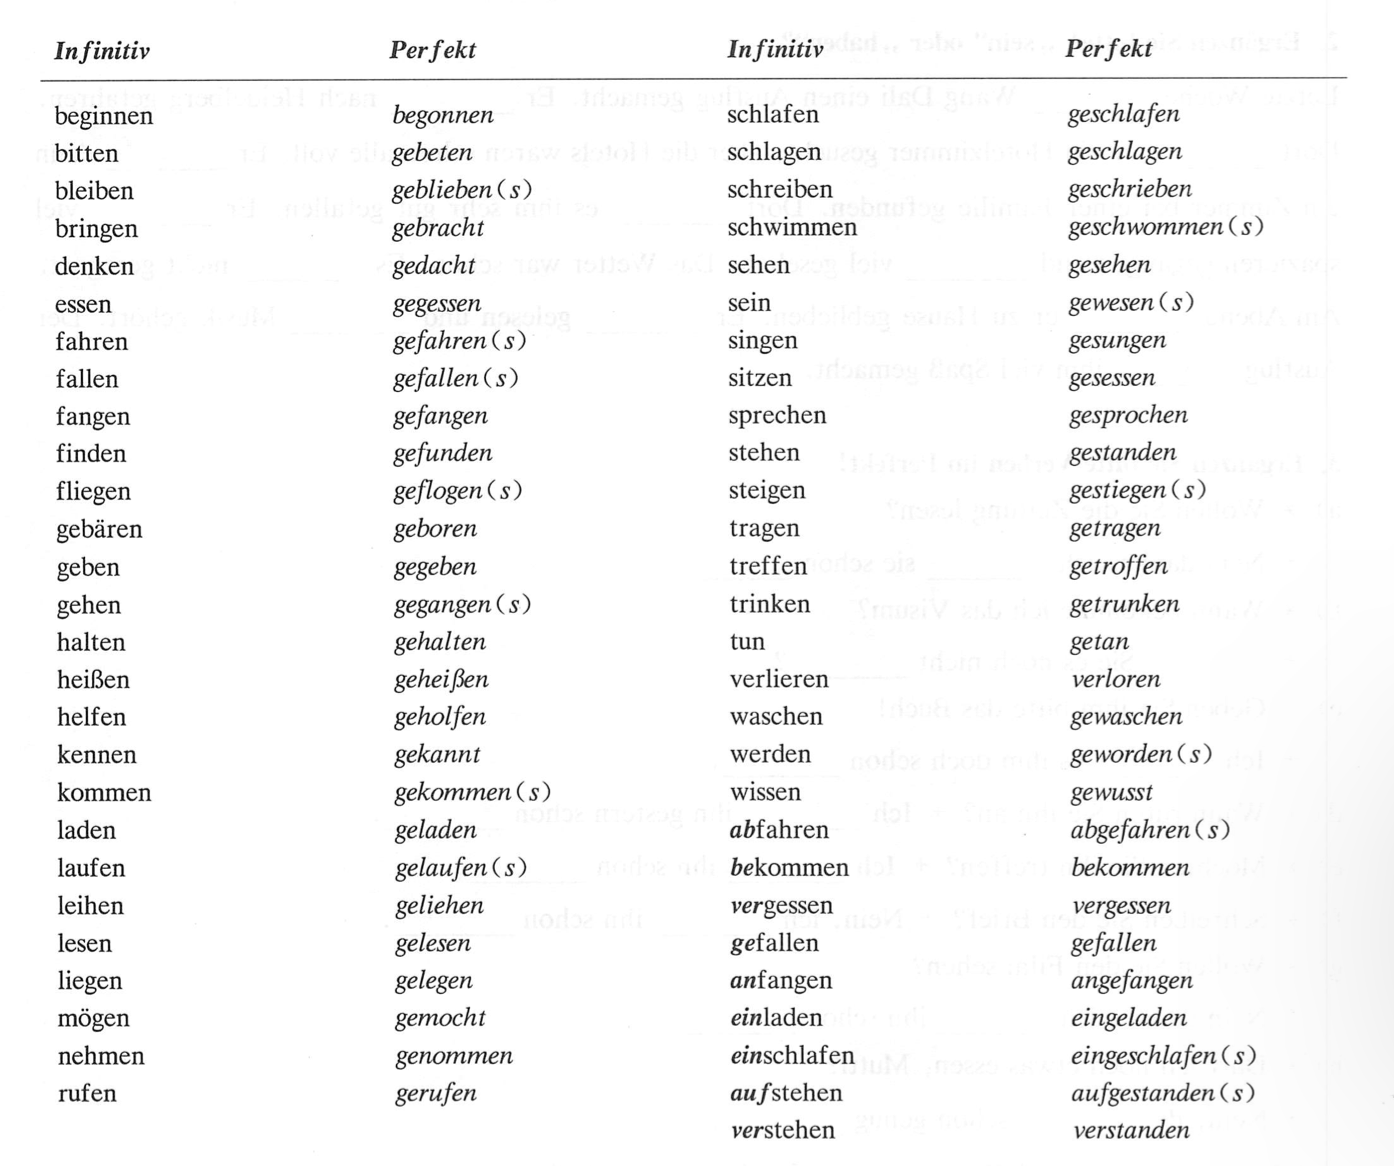 Infinitiv Perfekt Infinitiv Perfekt
beginnen begonnen schlafen geschlafen
bitten gebeten schlagen geschlagen
bleiben geblieben (s) schreiben geschrieben
bringen gebracht schwimmen geschwommen (s)
denken gedacht sehen gesehen
essen gegessen sein gewesen (s)
fahren gefahren (s) singen gesungen
fallen gefallen (s) sitzen gesessen
fangen gefangen sprechen gesprochen
finden gefunden stehen gestanden
fliegen geflogen (s) steigen gestiegen (s)
gebären geboren tragen getragen
geben gegeben treffen getroffen
gehen gegangen (s) trinken getrunken
halten gehalten tun getan
heißen geheißen verlieren verloren
helfen geholfen waschen gewaschen
kennen gekannt werden geworden (s)
kommen gekommen (s) wissen gewusst
laden geladen abfahren abgefahren (s)
laufen gelaufen (s) bekommen bekommen
leihen geliehen vergessen vergessen
lesen gelesen gefallen gefallen
liegen gelegen anfangen angefangen
mögen gemocht einladen eingeladen
nehmen genommen einschlafen eingeschlafen (s)
rufen gerufen aufstehen aufgestanden (s)
verstehen verstanden